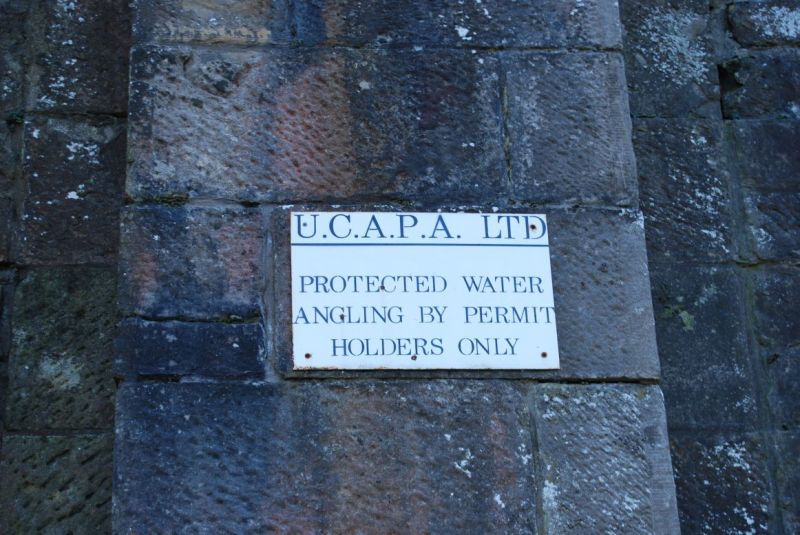 U.C.A.P.A. LTD
PROTECTED WATER
ANGLING BY PERMIT
HOLDERS ONLY